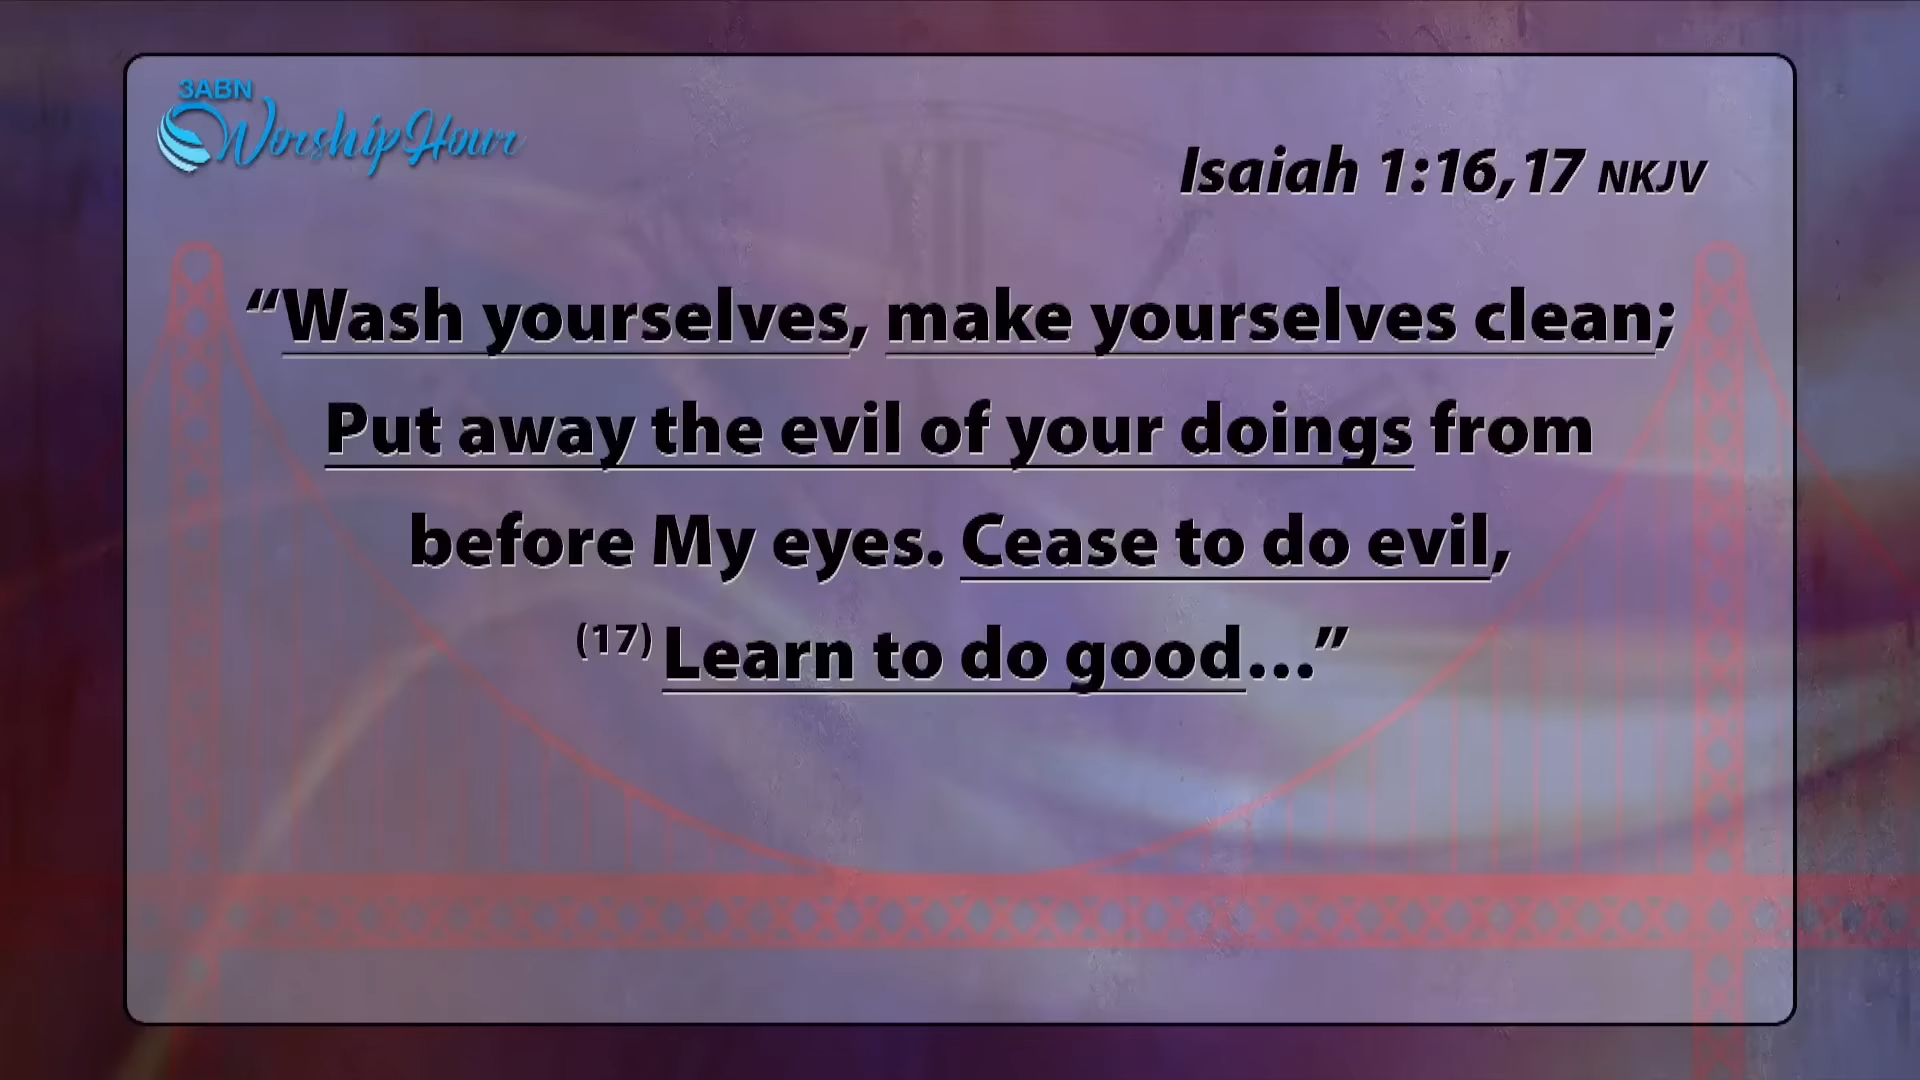 3ABN
Worship Hour
Isaiah 1:16,17 NKJV
“Wash yourselves, make yourselves clean;
Put away the evil of your doings from
before My eyes. Cease to do evil,
(17) Learn to do good...”